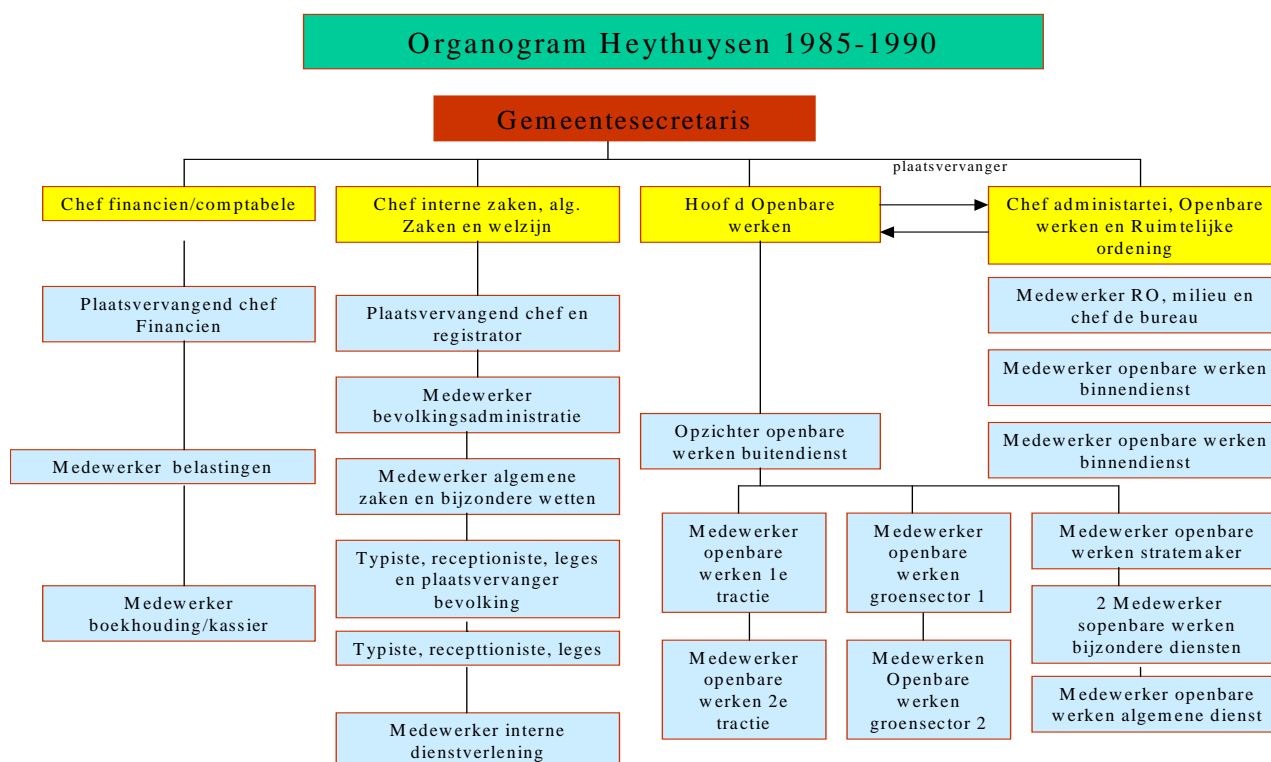 Organogram Heythuysen 1985-1990
Gemeentesecretaris
plaatsvervanger
Chef financien/comptabele
Chef interne zaken, alg.
Zaken en welzijn
Hoof d Openbare
werken
Chef administartei, Openbare
werken en Ruimtelijke
ordening
Plaatsvervangend chef
Financien
Medewerker belastingen
Medewerker
boekhouding/kassier
Plaatsvervangend chef en
registrator
Medewerker
bevolkingsadministratie
Medewerker algemene
zaken en bijzondere wetten
Typiste, receptioniste, leges
en plaatsvervanger
bevolking
Typiste, recepttioniste, leges
Medewerker interne
dienstverlening
Opzichter openbare
werken buitendienst
Medewerker RO, milieu en
chef de bureau
Medewerker openbare werken
binnendienst
Medewerker openbare werken
binnendienst
Medewerker
openbare
werken 1e
tractie
Medewerker
openbare
werken 2e
tractie
Medewerker
openbare
werken
groensector 1
Medewerken
Openbare
werken
groensector 2
Medewerker openbare
werken stratemaker
2 Medewerker
sopenbare werken
bijzondere diensten
Medewerker openbare
werken algemene dienst